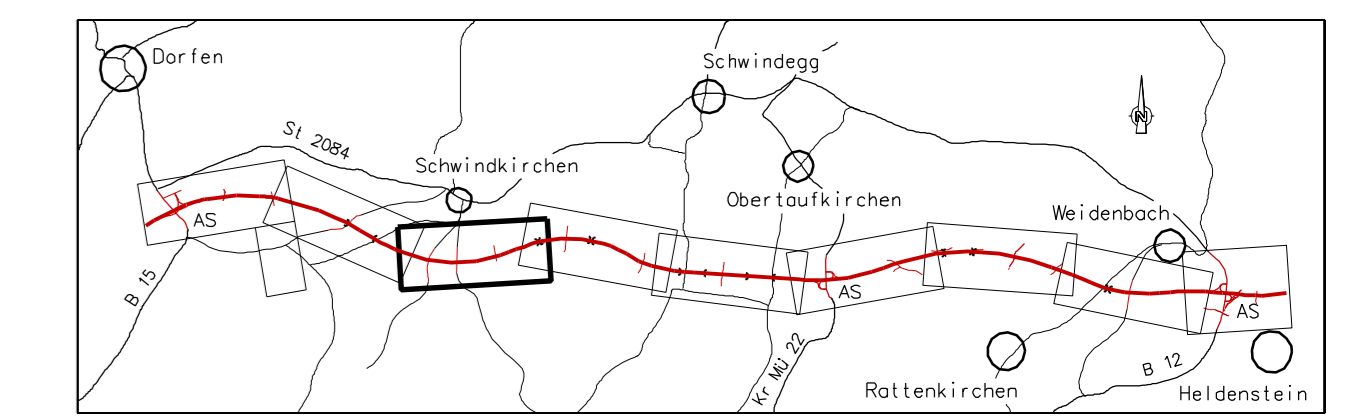 Dorfen
Schwindegg
N
St 2084
Schwindkirchen
Obertaufkirchen
Weidenbach
AS
B 15
AS
AS
Kr Mü 22
B 12
Rattenkirchen
Heldenstein